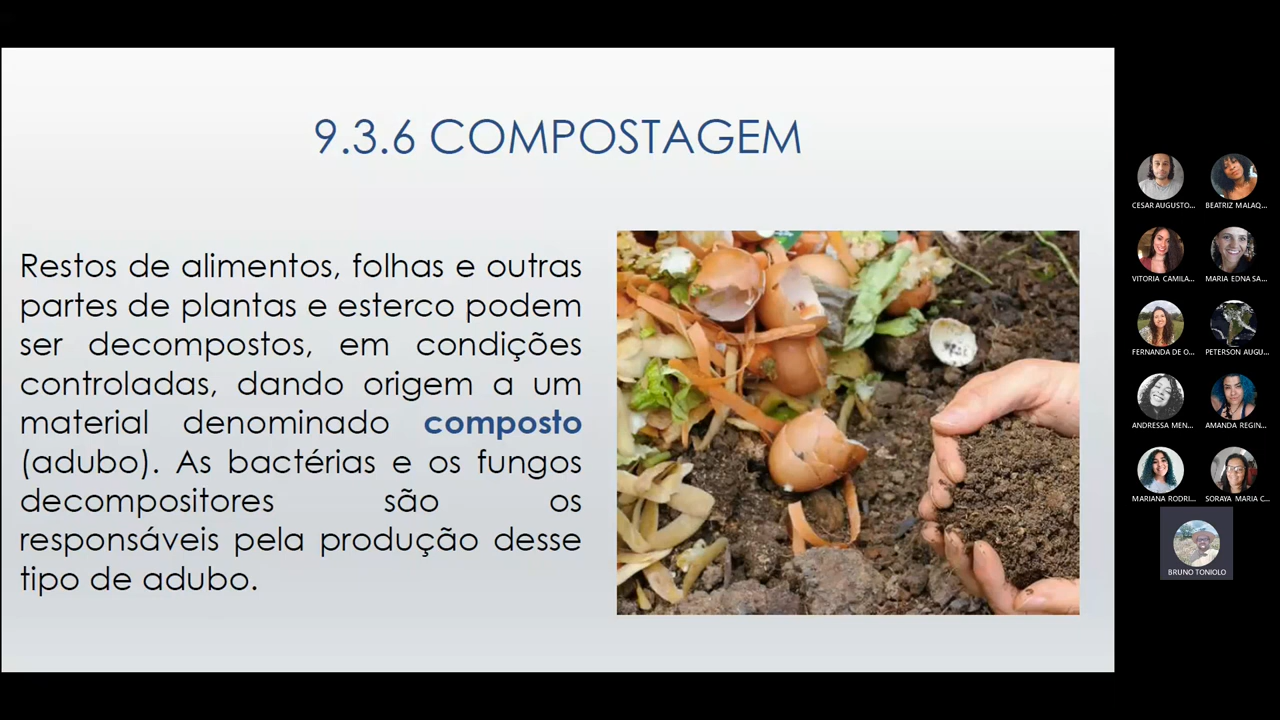 9.3.6 COMPOSTAGEM
Restos de alimentos, folhas e outras
partes de plantas e esterco podem
ser decompostos, em condições
controladas, dando origem a um
material denominado composto
(adubo). As bactérias e os fungos
decompositores são os
responsáveis pela produção desse
tipo de adubo.
CESAR AUGUSTO...
BEATRIZ MALAQ...
VITORIA CAMILA...
MARIA EDNA SA...
FERNANDA DE O...
PETERSON AUGU...
ANDRESSA MEN...
AMANDA REGIN...
MARIANA RODRI...
SORAYA MARIA C...
BRUNO TONIOLO